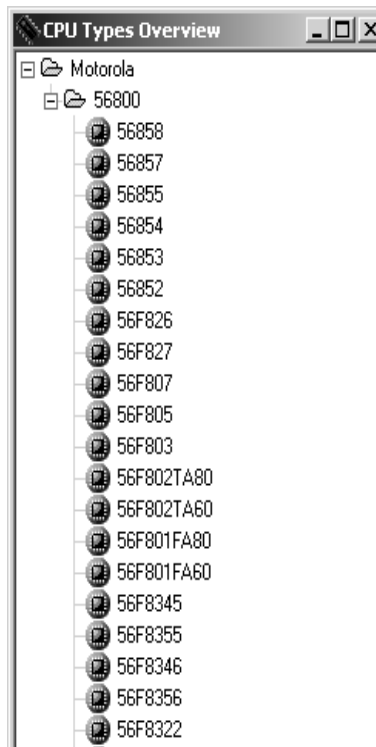 CPU Types Overview
Motorola
56800
56858
56857
56855
56854
56853
56852
56F826
56F827
56F807
56F805
56F803
56F802TA80
56F802TA60
56F801FA80
56F801FA60
56F8345
56F8355
56F8346
56F8356
56F8322